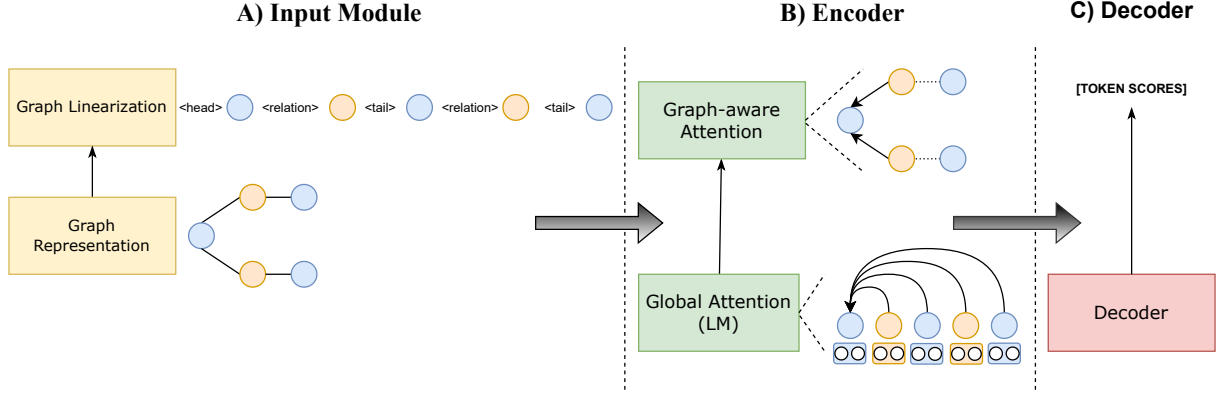 A) Input Module
B) Encoder
C) Decoder
Graph Linearization
<head>
<relation>
<tail>
<relation>
<tail>
Graph
Representation
Graph-aware
Attention
Global Attention
(LM)
[TOKEN SCORES]
Decoder